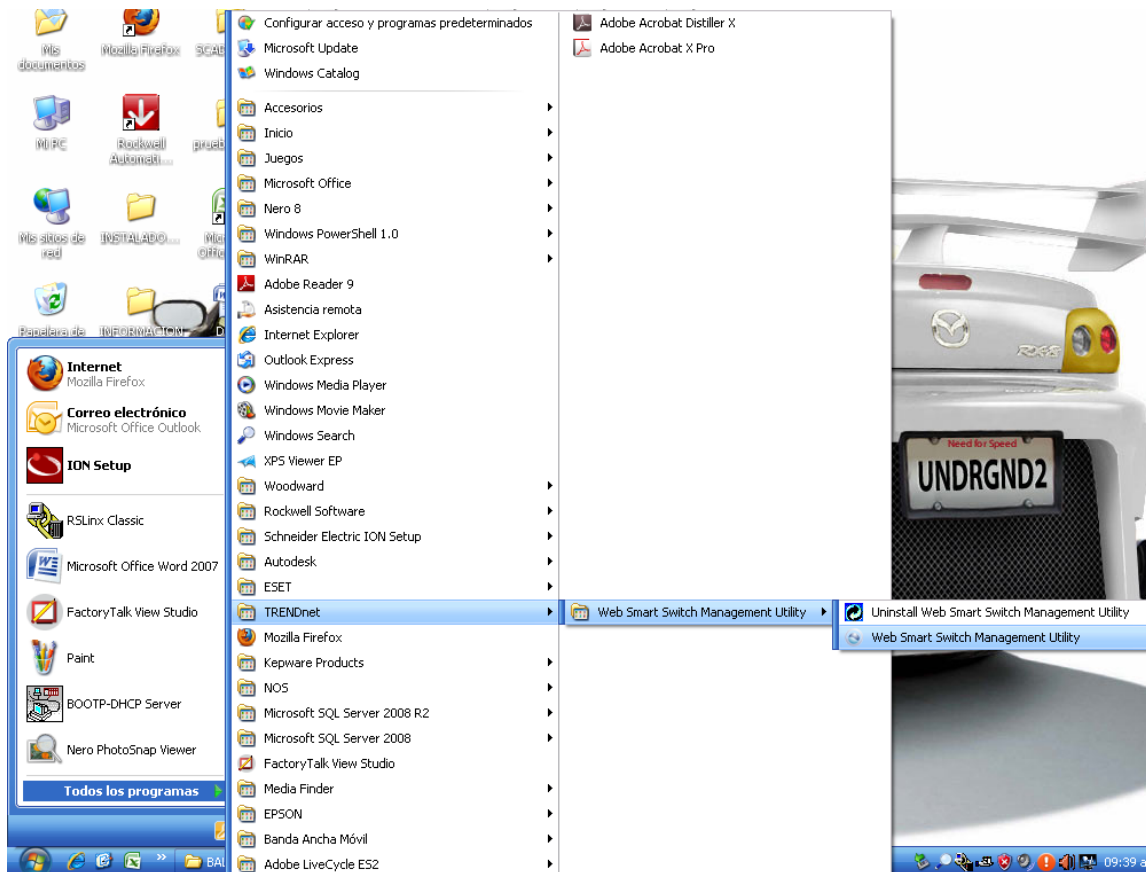 Mis documentos
Mozilla Firefox
Mi PC
Rockwell Automati...
Mis sitios de red
INSTALADO...
INFORMACION
Internet
Mozilla Firefox
Correo electrónico
Microsoft Office Outlook
ION Setup
RSLinx Classic
Microsoft Office Word 2007
FactoryTalk View Studio
Paint
BOOTP-DHCP Server
Nero PhotoSnap Viewer
Todos los programas
Configurar acceso y programas predeterminados
Microsoft Update
Windows Catalog
Accesorios
Inicio
Juegos
Microsoft Office
Nero 8
Windows PowerShell 1.0
WinRAR
Adobe Reader 9
Asistencia remota
Internet Explorer
Outlook Express
Windows Media Player
Windows Movie Maker
Windows Search
XPS Viewer EP
Woodward
Rockwell Software
Schneider Electric ION Setup
Autodesk
ESET
TRENDnet
Mozilla Firefox
Kepware Products
NOS
Microsoft SQL Server 2008 R2
Microsoft SQL Server 2008
FactoryTalk View Studio
Media Finder
EPSON
Banda Ancha Móvil
Adobe LiveCycle ES2
Adobe Acrobat Distiller X
Adobe Acrobat X Pro
Web Smart Switch Management Utility
Uninstall Web Smart Switch Management Utility
Web Smart Switch Management Utility
RX-8
Need for Speed
UNDRGND2
BAL
09:39 a